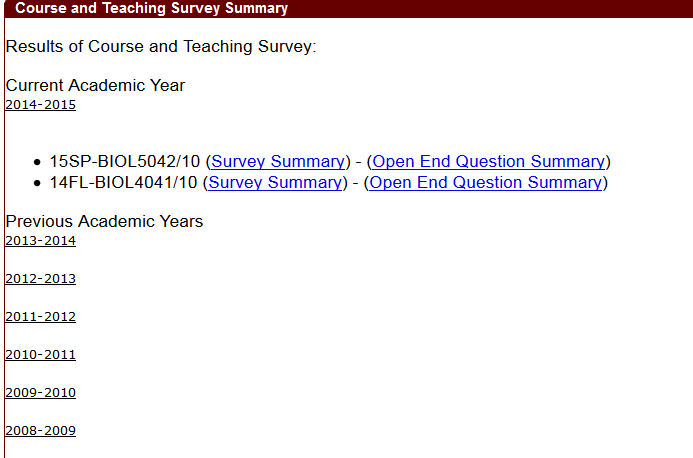 Course and Teaching Survey Summary
Results of Course and Teaching Survey:
Current Academic Year
2014-2015
• 15SP-BIOL5042/10 (Survey Summary) - (Open End Question Summary)
• 14FL-BIOL4041/10 (Survey Summary) - (Open End Question Summary)
Previous Academic Years
2013-2014
2012-2013
2011-2012
2010-2011
2009-2010
2008-2009